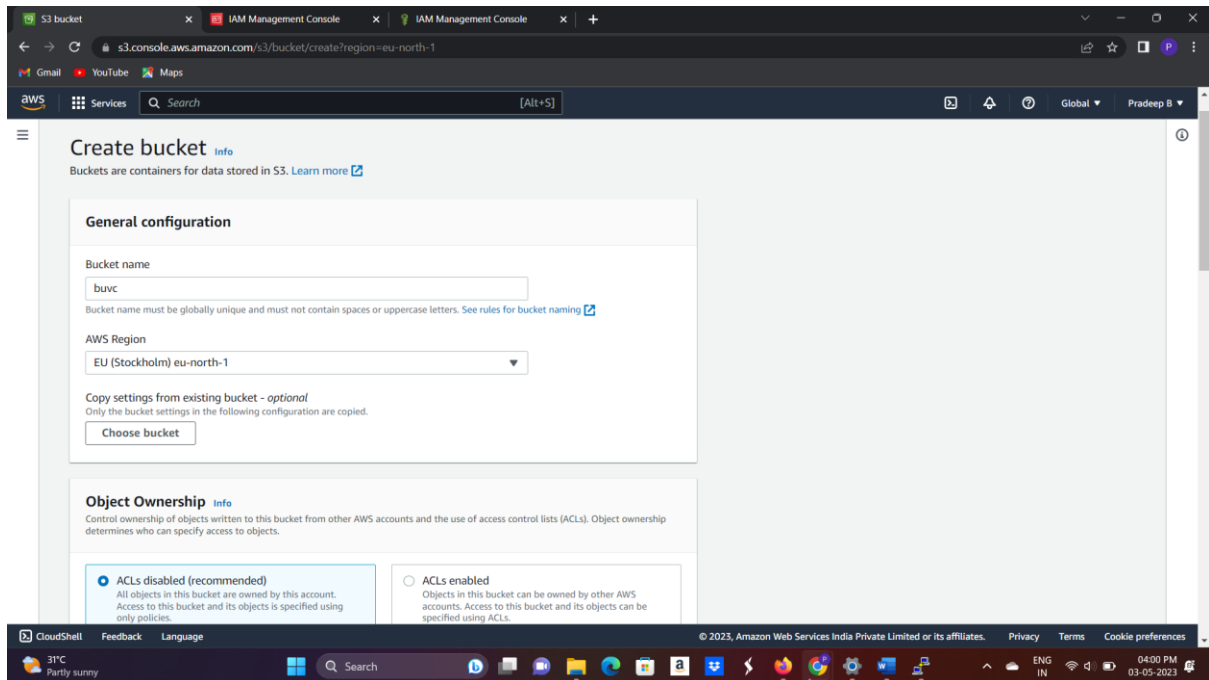 S3 bucket
IAM Management Console
IAM Management Console
s3.console.aws.amazon.com/s3/bucket/create?region=eu-north-1
P
Gmail
YouTube
Maps
aws
Services
Search
[Alt+S]
Global
Pradeep B
Create bucket Info
Buckets are containers for data stored in S3. Learn more
General configuration
Bucket name
buvc
Bucket name must be globally unique and must not contain spaces or uppercase letters. See rules for bucket naming
AWS Region
EU (Stockholm) eu-north-1
Copy settings from existing bucket - optional
Only the bucket settings in the following configuration are copied.
Choose bucket
Object Ownership Info
Control ownership of objects written to this bucket from other AWS accounts and the use of access control lists (ACLs). Object ownership
determines who can specify access to objects.
ACLs disabled (recommended)
All objects in this bucket are owned by this account.
Access to this bucket and its objects is specified using
only policies.
ACLs enabled
Objects in this bucket can be owned by other AWS
accounts. Access to this bucket and its objects can be
specified using ACLs.
CloudShell
Feedback
Language
© 2023, Amazon Web Services India Private Limited or its affiliates.
Privacy
Terms
Cookie preferences
31°C
Partly sunny
Search
ENG
IN
04:00 PM
03-05-2023